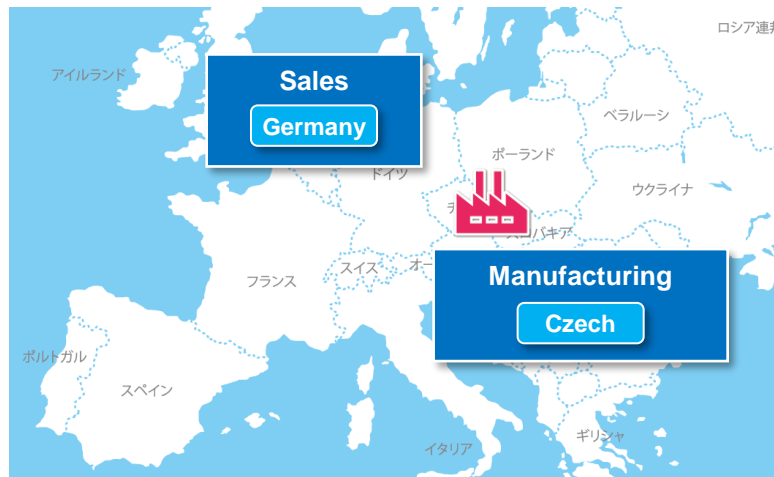 ロシア連邦
アイルランド
Sales
Germany
ベラルーシ
ポーランド
ドイツ
ウクライナ
スロバキア
スイス
フランス
Manufacturing
Czech
ポルトガル
スペイン
イタリア
ギリシャ